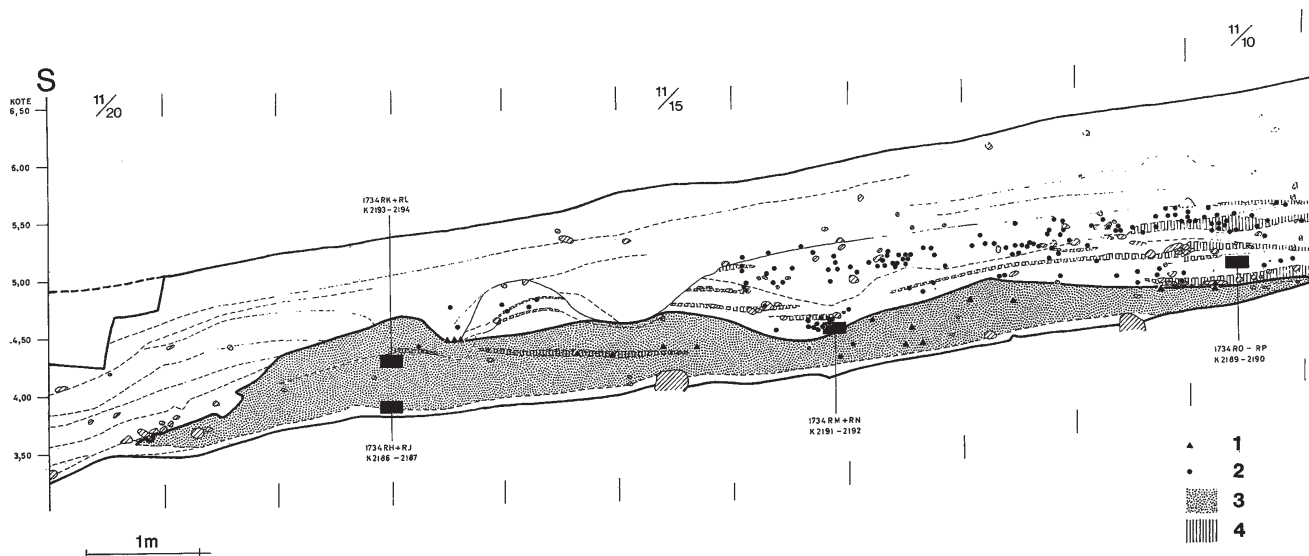 S
KOTE
6,50
6,00
5,50
5,00
4,50
4,00
3,50
11/20
11/15
11/10
1734 RK+RL
K 2193-2194
1734 RH+RJ
K 2186-2187
1734 RM+RN
K 2191-2192
1734 RO-RP
K 2189-2190
1
2
3
4
1m